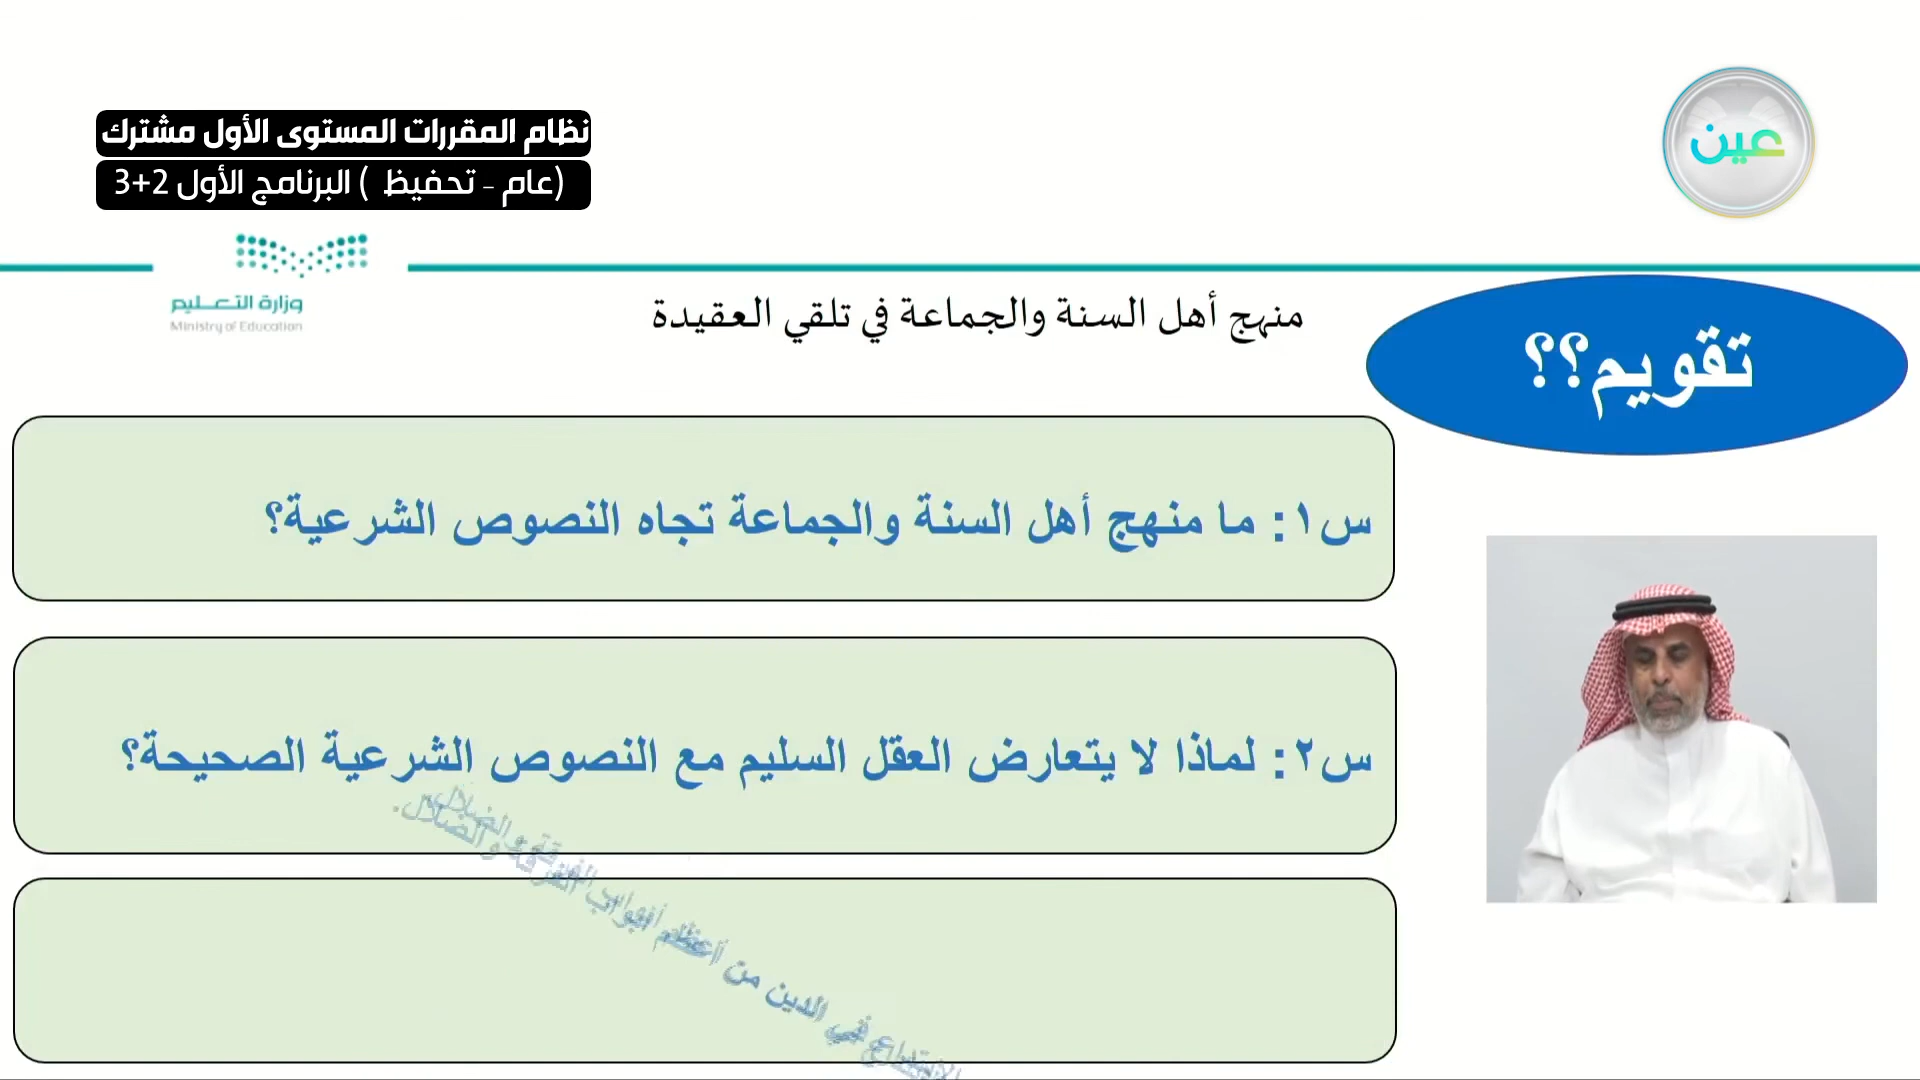 نظام المقررات المستوى الأول مشترك
(عام - تحفيظ ) البرنامج الأول 2+3
عين
وزارة التعليم
Ministry of Education
منهج أهل السنة والجماعة في تلقي العقيدة
تقويم؟؟
س١: ما منهج أهل السنة والجماعة تجاه النصوص الشرعية؟
س٢: لماذا لا يتعارض العقل السليم مع النصوص الشرعية الصحيحة؟
الابتداع في الدين من أعظم أبواب الفرقة والضلال.